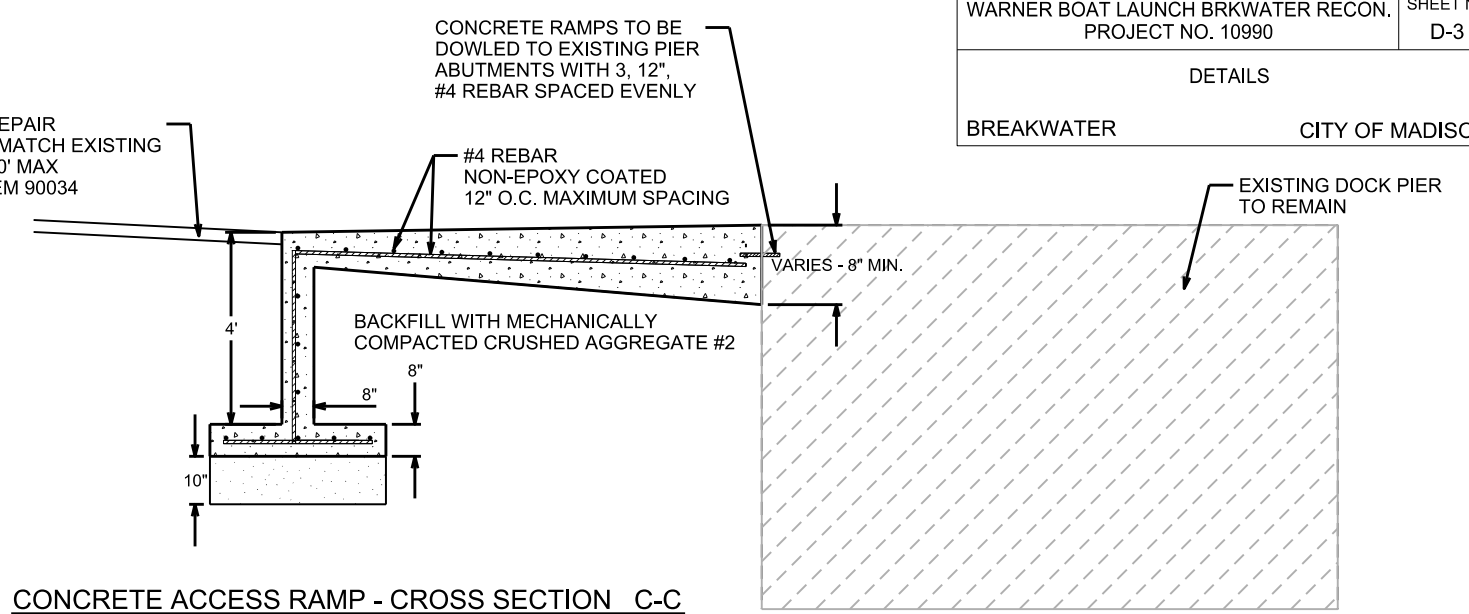 WARNER BOAT LAUNCH BRKWATER RECON.
PROJECT NO. 10990
SHEET
D-3
DETAILS
BREAKWATER
CITY OF
CONCRETE RAMPS TO BE
DOWLED TO EXISTING PIER
ABUTMENTS WITH 3, 12",
#4 REBAR SPACED EVENLY
MATCH EXISTING
MAX
90034
#4 REBAR
NON-EPOXY COATED
12" O.C. MAXIMUM SPACING
EXISTING DOCK PIER
TO REMAIN
VARIES - 8" MIN.
4'
BACKFILL WITH MECHANICALLY
COMPACTED CRUSHED AGGREGATE #2
8"
8"
10"
CONCRETE ACCESS RAMP - CROSS SECTION C-C